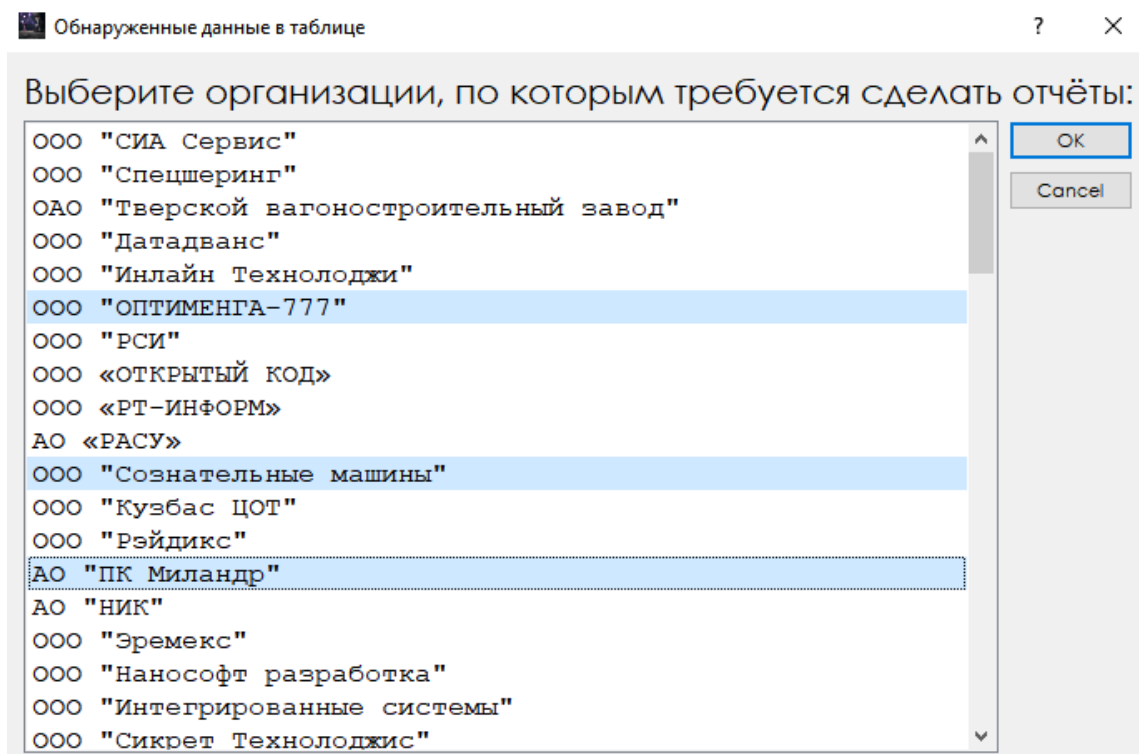 Обнаруженные данные в таблице
?
Выберите организации, по которым требуется сделать отчёты:
ООО "СИА Сервис"
OK
ООО "Спецшеринг"
Cancel
ОАО "Тверской вагоностроительный завод"
ООО "Датадванс"
ООО "Инлайн Технолоджи"
ООО "ОПТИМЕНГА-777"
ООО "РСИ"
ООО «ОТКРЫТЫЙ КОД»
ООО «РТ-ИНФОРМ»
АО «РАСУ»
ООО "Сознательные машины"
ООО "Кузбас ЦОТ"
ООО "Рэйдикс"
АО "ПК Миландр"
АО "НИК"
ООО "Эремекс"
ООО "Нанософт разработка"
ООО "Интегрированные системы"
ООО "Сикрет Технолоджис"